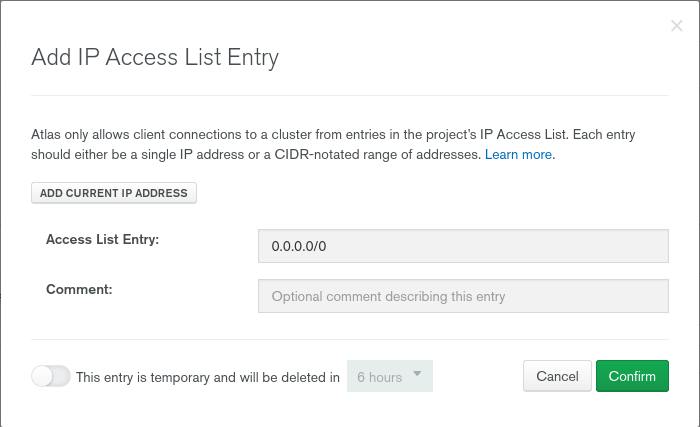 Add IP Access List Entry
Atlas only allows client connections to a cluster from entries in the project's IP Access List. Each entry
should either be a single IP address or a CIDR-notated range of addresses. Learn more.
ADD CURRENT IP ADDRESS
Access List Entry:
0.0.0.0/0
Comment:
Optional comment describing this entry
This entry is temporary and will be deleted in
6 hours
Cancel
Confirm